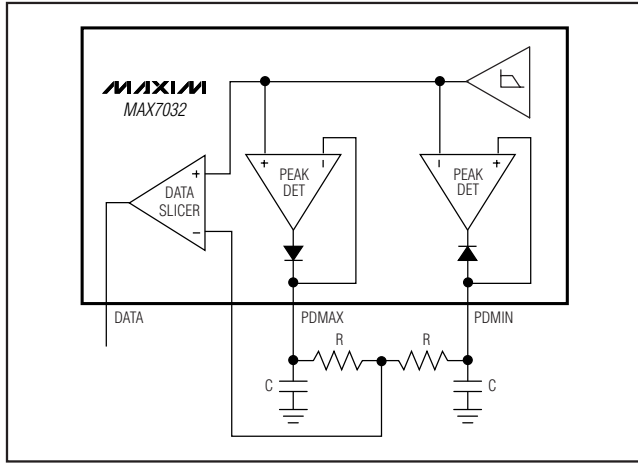 MAXIM
MAX7032
+
−
DATA
SLICER
+ −
PEAK
DET
− +
PEAK
DET
DATA
PDMAX
PDMIN
R
R
C
C